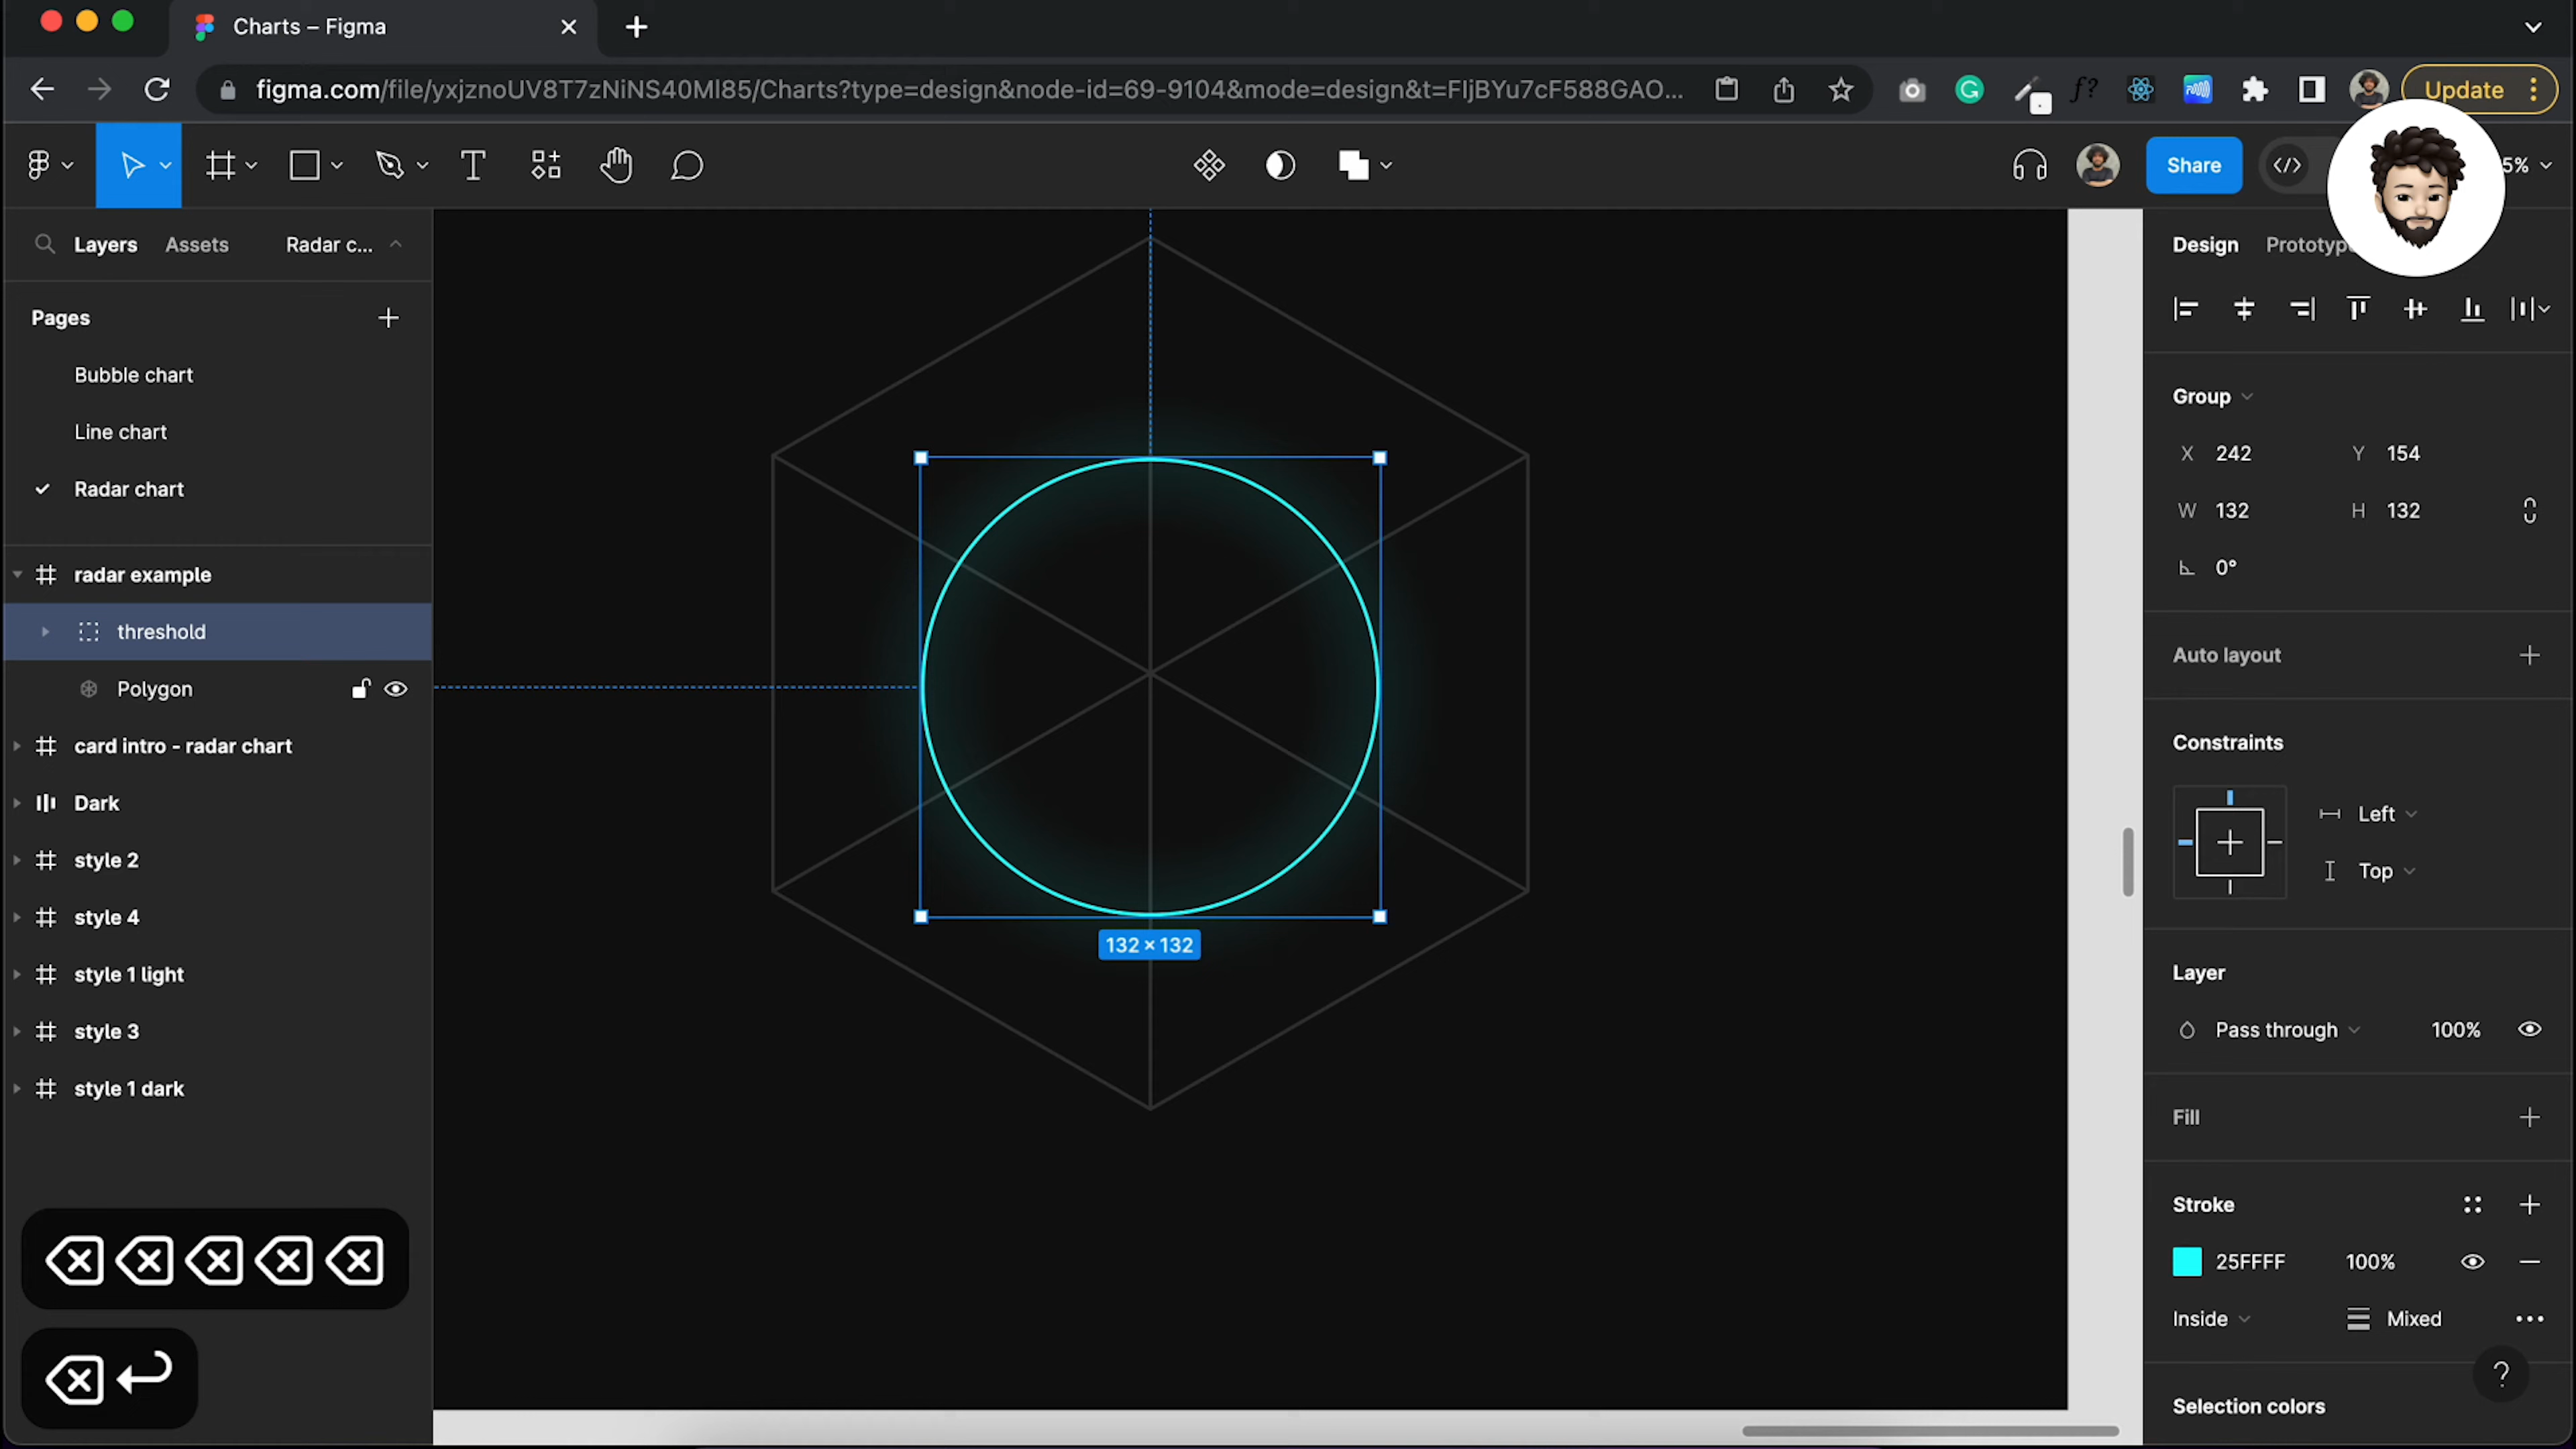 Charts – Figma
figma.com/file/yxjznoUV8T7zNiNS40Ml85/Charts?type=design&node-id=69-9104&mode=design&t=FIjBYu7cF588GAO...
Update
Share
5%
Layers
Assets
Radar c...
Design
Prototype
Pages
Bubble chart
Line chart
Radar chart
radar example
threshold
Polygon
card intro - radar chart
Dark
style 2
style 4
style 1 light
style 3
style 1 dark
132 × 132
Group
X 242
Y 154
W 132
H 132
0°
Auto layout
Constraints
Left
Top
Layer
Pass through
100%
Fill
Stroke
25FFFF
100%
Inside
Mixed
?
Selection colors